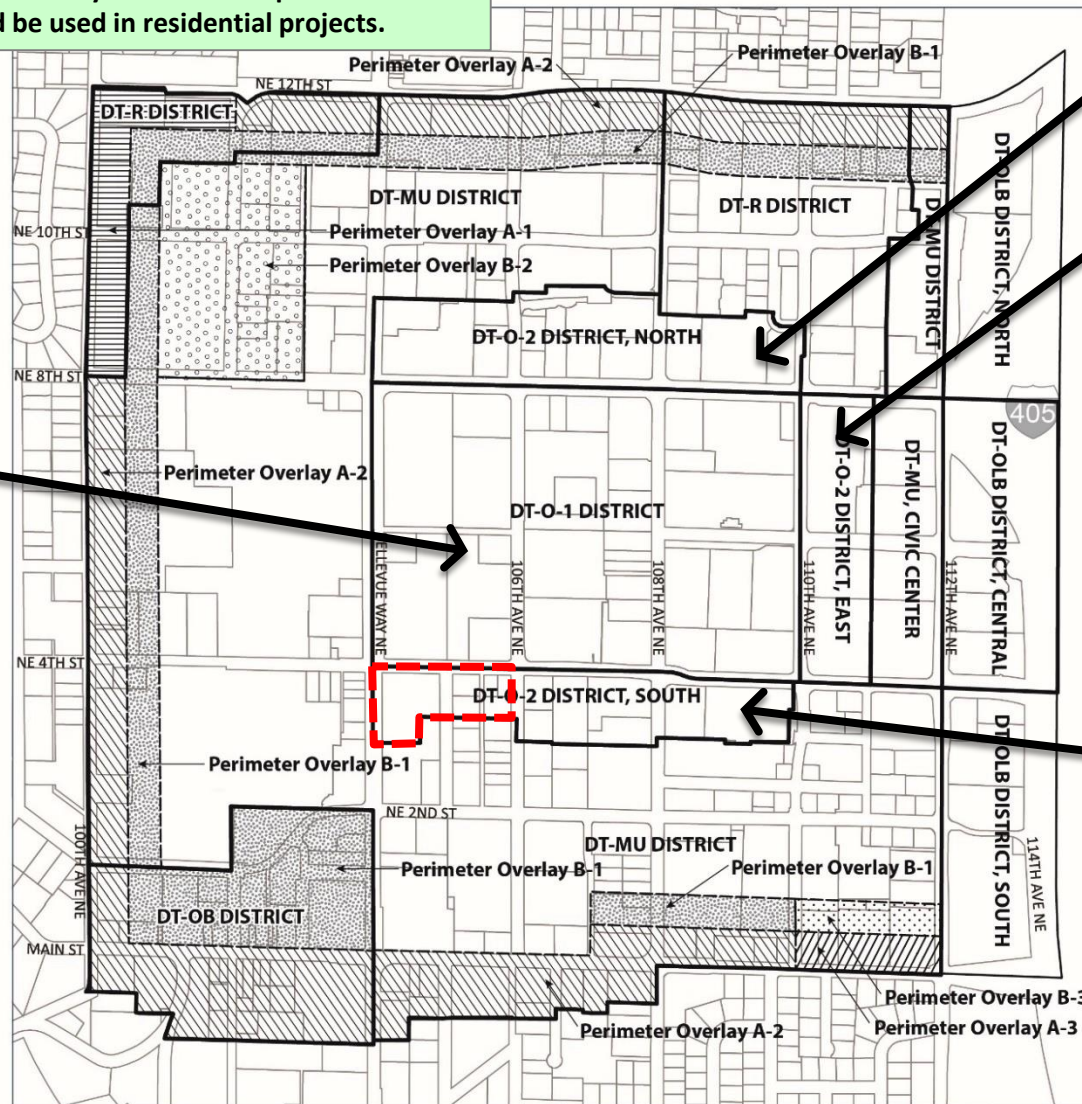 be used in residential projects.
Perimeter Overlay A-2
Perimeter Overlay B-1
NE 12TH ST
DT-R DISTRICT
DT-OLB DISTRICT, NORTH
DT-MU DISTRICT
DT-R DISTRICT
DT-MU DISTRICT
NE 10TH ST
Perimeter Overlay A-1
Perimeter Overlay B-2
DT-O-2 DISTRICT, NORTH
NE 8TH ST
405
Perimeter Overlay A-2
DT-O-1 DISTRICT
DT-O-2 DISTRICT, EAST
DT-MU, CIVIC CENTER
DT-OLB DISTRICT, CENTRAL
BELLEVUE WAY NE
106TH AVE NE
108TH AVE NE
110TH AVE NE
112TH AVE NE
NE 4TH ST
DT-O-2 DISTRICT, SOUTH
Perimeter Overlay B-1
DT-OLB DISTRICT, SOUTH
NE 2ND ST
DT-MU DISTRICT
100TH AVE NE
114TH AVE NE
Perimeter Overlay B-1
Perimeter Overlay B-1
DT-OB DISTRICT
MAIN ST
Perimeter Overlay B-3
Perimeter Overlay A-2
Perimeter Overlay A-3